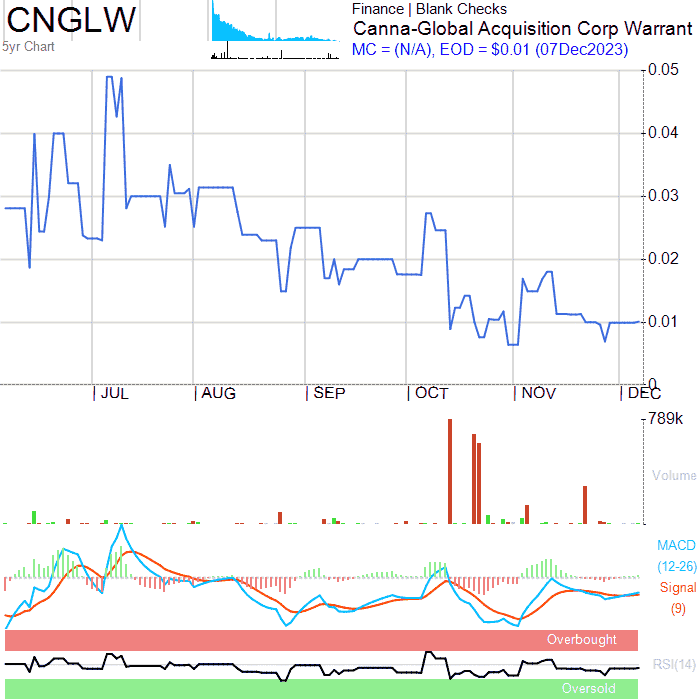 CNGLW
5yr Chart
Finance | Blank Checks
Canna-Global Acquisition Corp Warrant
MC = (N/A), EOD = $0.01 (07Dec2023)
0.05
0.04
0.03
0.02
0.01
0
JUL AUG SEP OCT NOV DEC
789k
Volume
MACD
(12-26)
Signal
(9)
Overbought
RSI(14)
Oversold